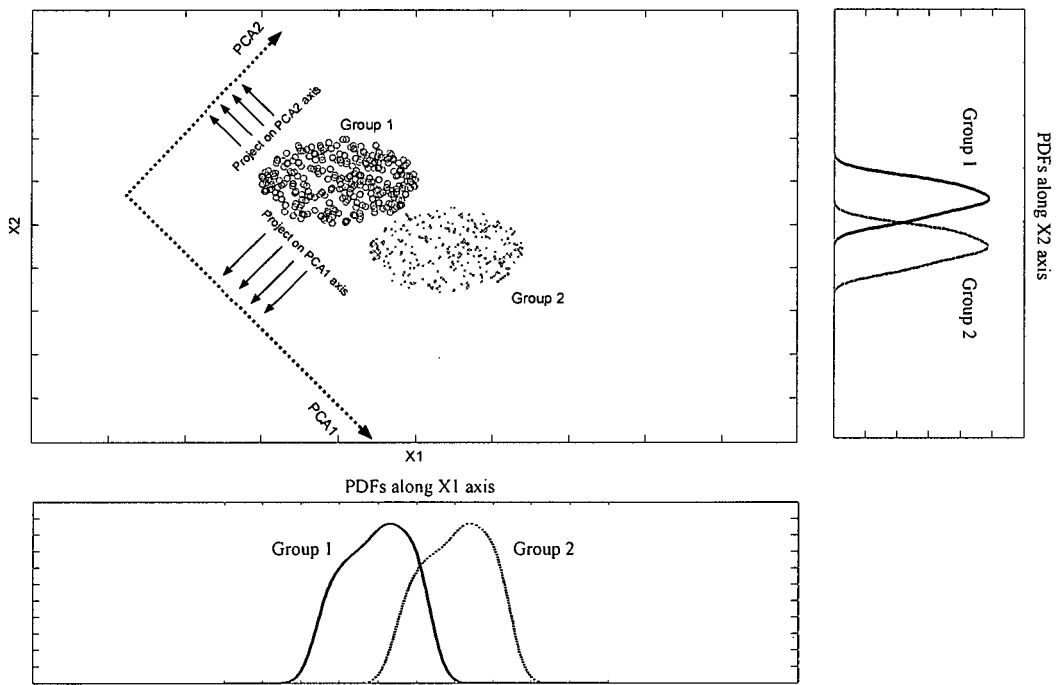 PCA2
Project on PCA2 axis
Group 1
Project on PCA1 axis
Group 2
PCA1
X2
X1
Group 1
Group 2
PDFs along X2 axis
PDFs along X1 axis
Group 1
Group 2